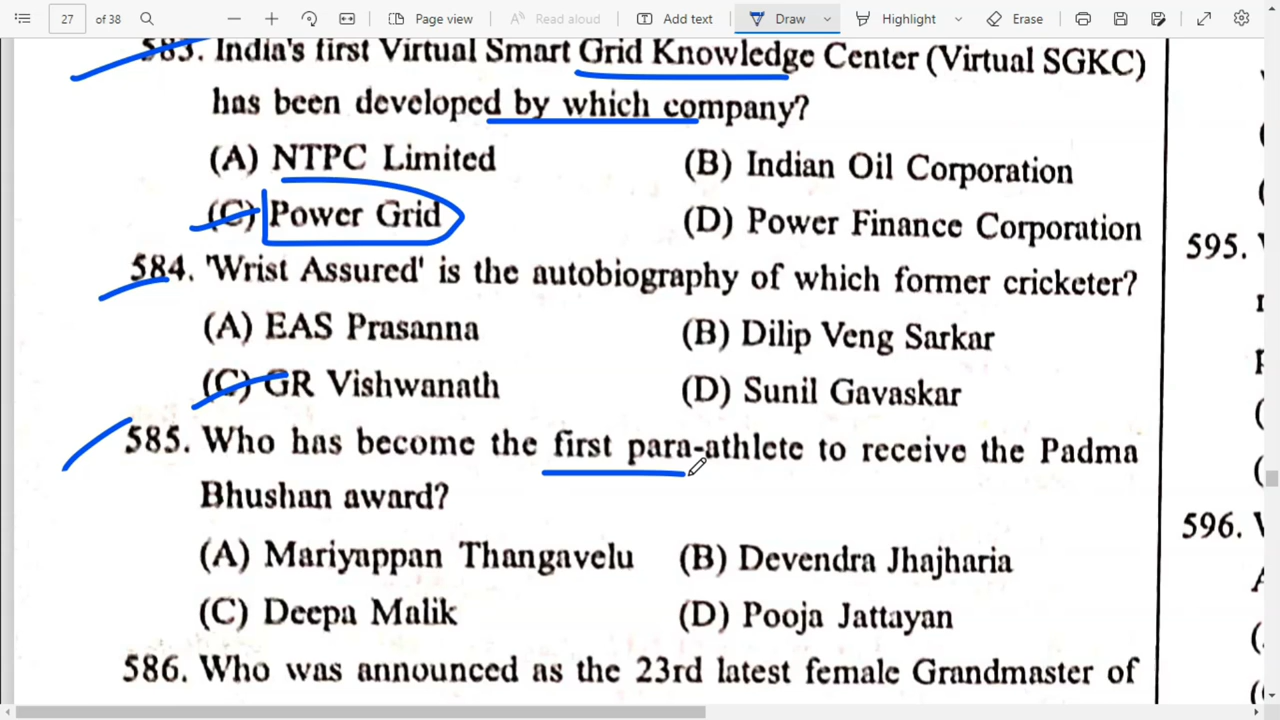 27 of 38
Page view
Read aloud
Add text
Draw
Highlight
Erase
583. India's first Virtual Smart Grid Knowledge Center (Virtual SGKC)
has been developed by which company?
(A) NTPC Limited (B) Indian Oil Corporation
(C) Power Grid (D) Power Finance Corporation
584. 'Wrist Assured' is the autobiography of which former cricketer?
(A) EAS Prasanna (B) Dilip Veng Sarkar
(C) GR Vishwanath (D) Sunil Gavaskar
585. Who has become the first para-athlete to receive the Padma
Bhushan award?
(A) Mariyappan Thangavelu (B) Devendra Jhajharia
(C) Deepa Malik (D) Pooja Jattayan
586. Who was announced as the 23rd latest female Grandmaster of
595.
596.